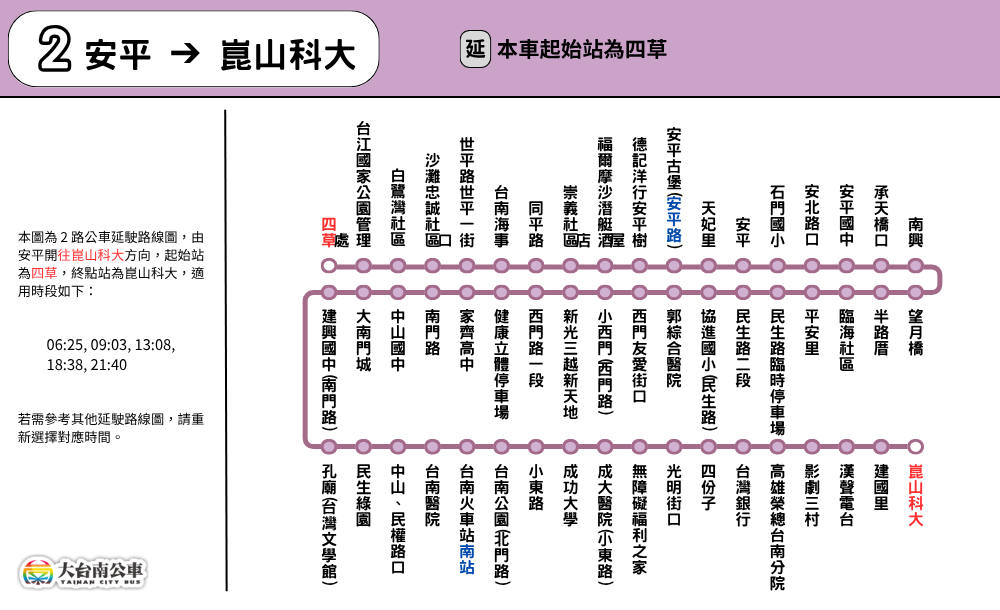 2 安平 → 崑山科大
延 本車起始站為四草
本圖為 2 路公車延駛路線圖，由
安平開往崑山科大方向，起始站
為四草，終點站為崑山科大，適
用時段如下：
06:25, 09:03, 13:08,
18:38, 21:40
若需參考其他延駛路線圖，請重
新選擇對應時間。
四草
台江國家公園管理處
白鷺灣社區
沙灘忠誠社區
世平路世平一街口
台南海事
同平路
崇義社區
福爾摩沙潛艇酒店
德記洋行安平樹屋
安平古堡(安平路)
天妃里
安平
石門國小
安北路口
安平國中
承天橋口
南興
望月橋
半路厝
臨海社區
平安里
民生路臨時停車場
民生路二段
協進國小(民生路)
郭綜合醫院
西門友愛街口
小西門(西門路)
新光三越新天地
西門路一段
健康立體停車場
家齊高中
南門路
中山國中
大南門城
建興國中(南門路)
孔廟(台灣文學館)
民生綠園
中山、民權路口
台南醫院
台南火車站南站
台南公園(北門路)
小東路
成功大學
成大醫院(小東路)
無障礙福利之家
光明街口
四份子
台灣銀行
高雄榮總台南分院
影劇三村
漢聲電台
建國里
崑山科大
大台南公車
TAINAN CITY BUS